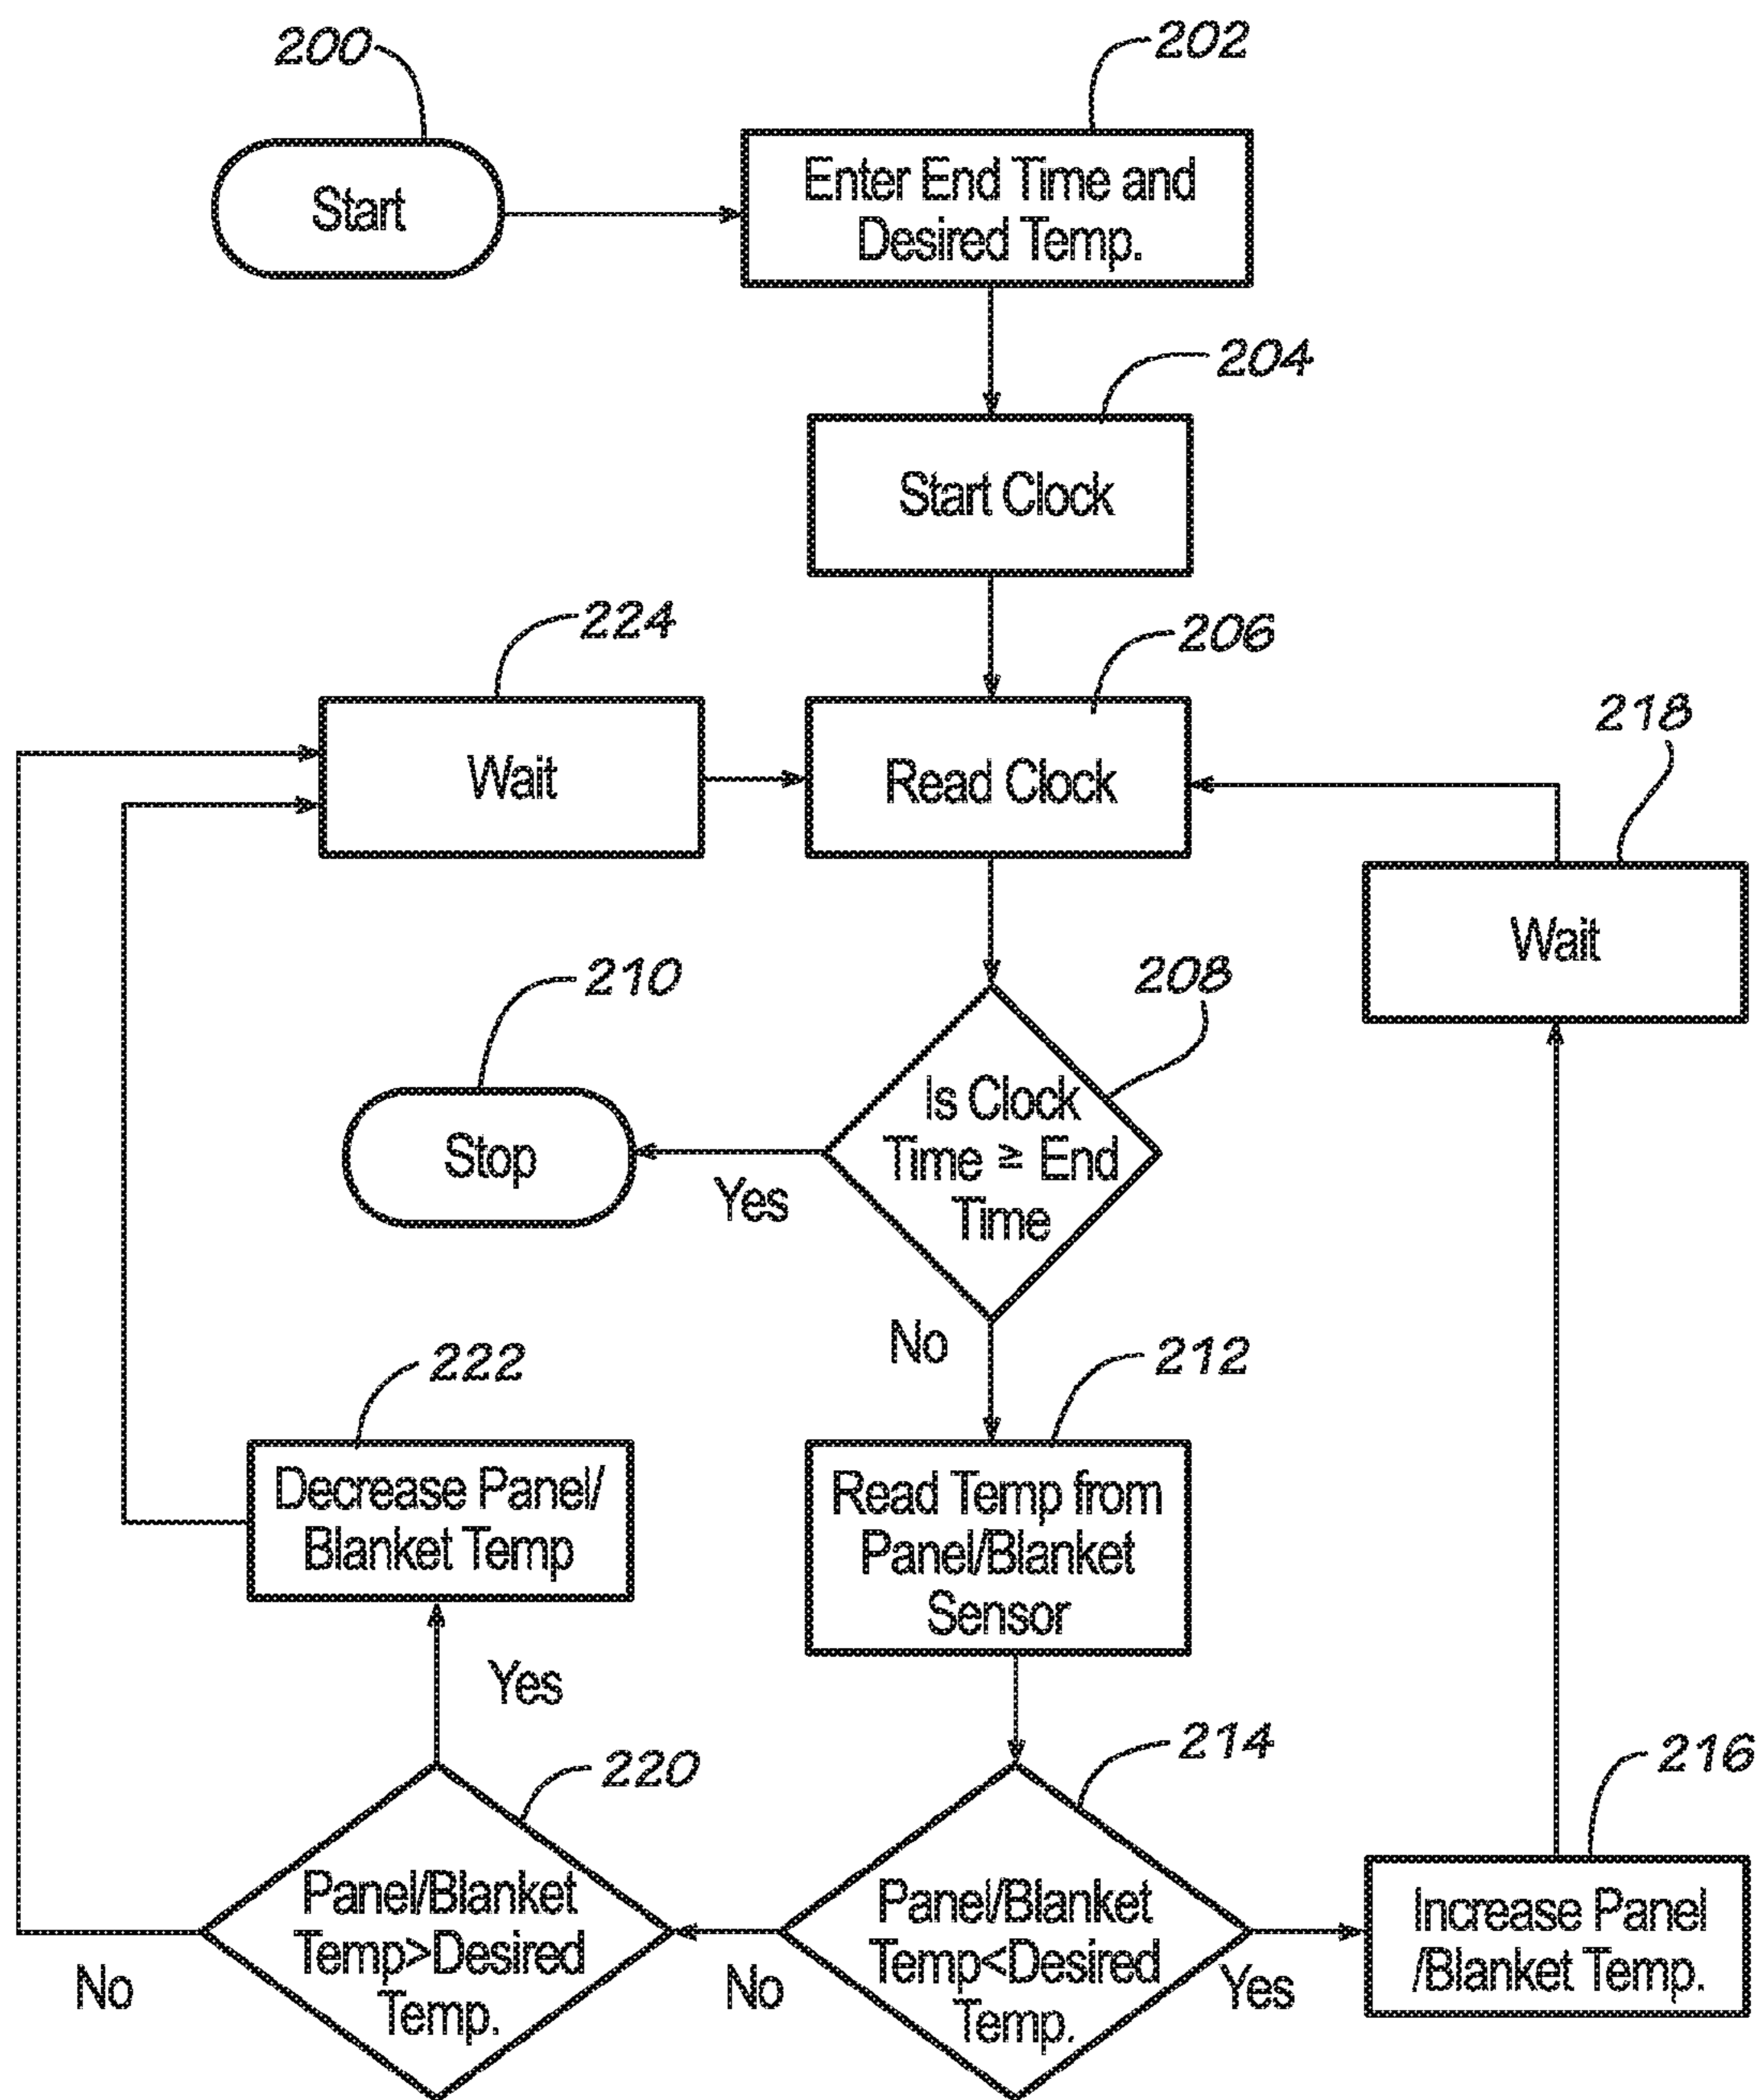 200
Start
202
Enter End Time and
Desired Temp.
204
Start Clock
224
Wait
206
Read Clock
218
Wait
210
Stop
Yes
208
Is Clock
Time ≥ End
Time
No
222
Decrease Panel/
Blanket Temp
212
Read Temp from
Panel/Blanket
Sensor
Yes
220
Panel/Blanket
Temp>Desired
Temp.
No
214
Panel/Blanket
Temp<Desired
Temp.
No
Yes
216
Increase Panel
/Blanket Temp.